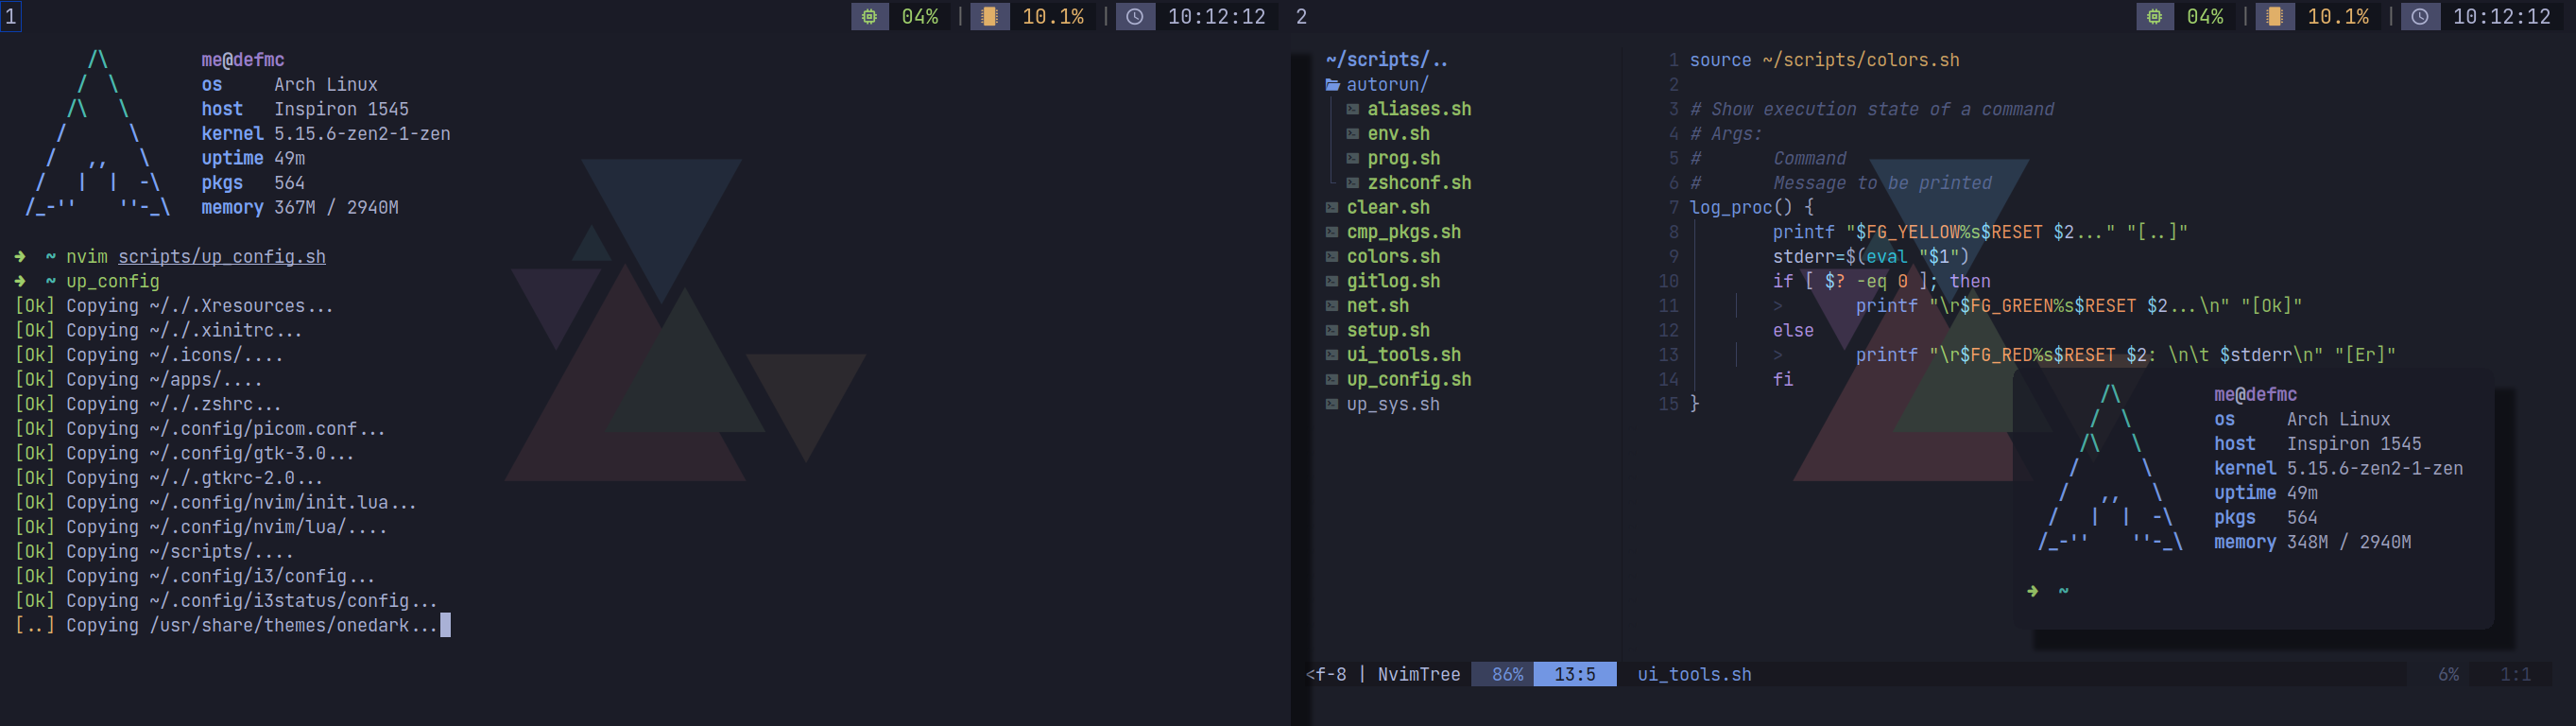 1
04% | 10.1% | 10:12:12
me@defmc
os Arch Linux
host Inspiron 1545
kernel 5.15.6-zen2-1-zen
uptime 49m
pkgs 564
memory 367M / 2940M
➜ ~ nvim scripts/up_config.sh
➜ ~ up_config
[Ok] Copying ~/./.Xresources...
[Ok] Copying ~/./.xinitrc...
[Ok] Copying ~/.icons/....
[Ok] Copying ~/apps/....
[Ok] Copying ~/./.zshrc...
[Ok] Copying ~/.config/picom.conf...
[Ok] Copying ~/.config/gtk-3.0...
[Ok] Copying ~/./.gtkrc-2.0...
[Ok] Copying ~/.config/nvim/init.lua...
[Ok] Copying ~/.config/nvim/lua/....
[Ok] Copying ~/scripts/....
[Ok] Copying ~/.config/i3/config...
[Ok] Copying ~/.config/i3status/config...
[..] Copying /usr/share/themes/onedark...
2
04% | 10.1% | 10:12:12
~/scripts/..
autorun/
aliases.sh
env.sh
prog.sh
zshconf.sh
clear.sh
cmp_pkgs.sh
colors.sh
gitlog.sh
net.sh
setup.sh
ui_tools.sh
up_config.sh
up_sys.sh
1 source ~/scripts/colors.sh
2
3 # Show execution state of a command
4 # Args:
5 # Command
6 # Message to be printed
7 log_proc() {
8 printf "$FG_YELLOW%s$RESET $2..." "[..]"
9 stderr=$(eval "$1")
10 if [ $? -eq 0 ]; then
11 > printf "\r$FG_GREEN%s$RESET $2...\n" "[Ok]"
12 else
13 > printf "\r$FG_RED%s$RESET $2: \n\t $stderr\n" "[Er]"
14 fi
15 }
me@defmc
os Arch Linux
host Inspiron 1545
kernel 5.15.6-zen2-1-zen
uptime 49m
pkgs 564
memory 348M / 2940M
➜ ~
<f-8 | NvimTree 86% 13:5 ui_tools.sh 6% 1:1